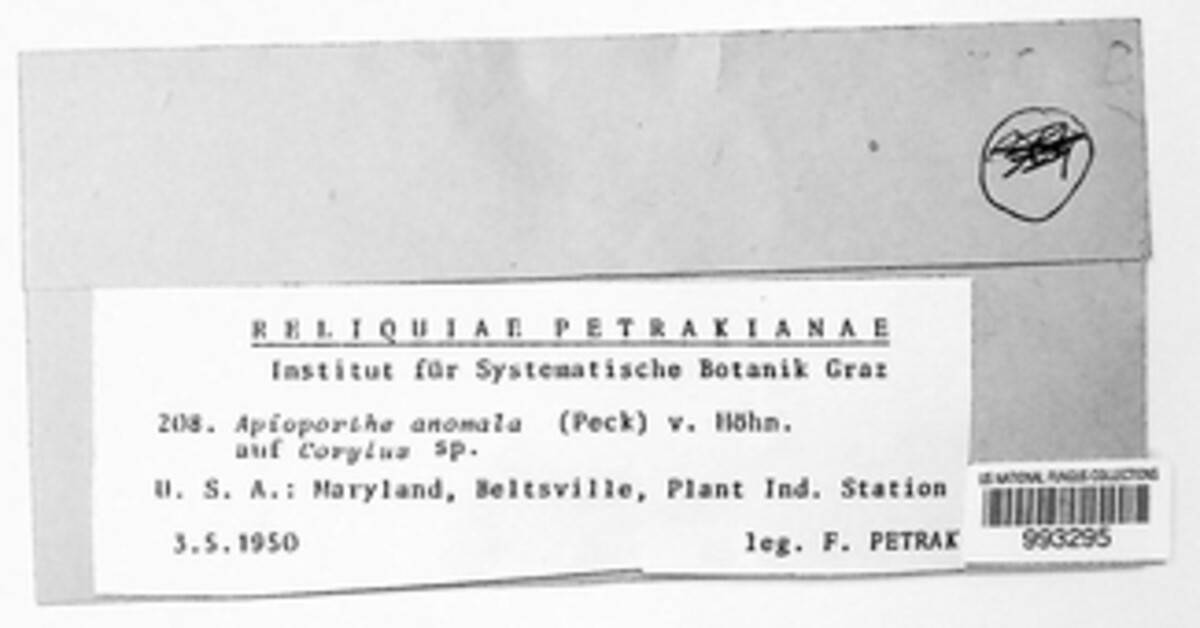 RELIQUIAE PETRAKIANAE
Institut für Systematische Botanik Graz
208. Apioporthe anomala (Peck) v. Höhn.
auf Corylus sp.
U. S. A.: Maryland, Beltsville, Plant Ind. Station
3.5.1950 leg. F. PETRAK
US NATIONAL FUNGUS COLLECTIONS
993295